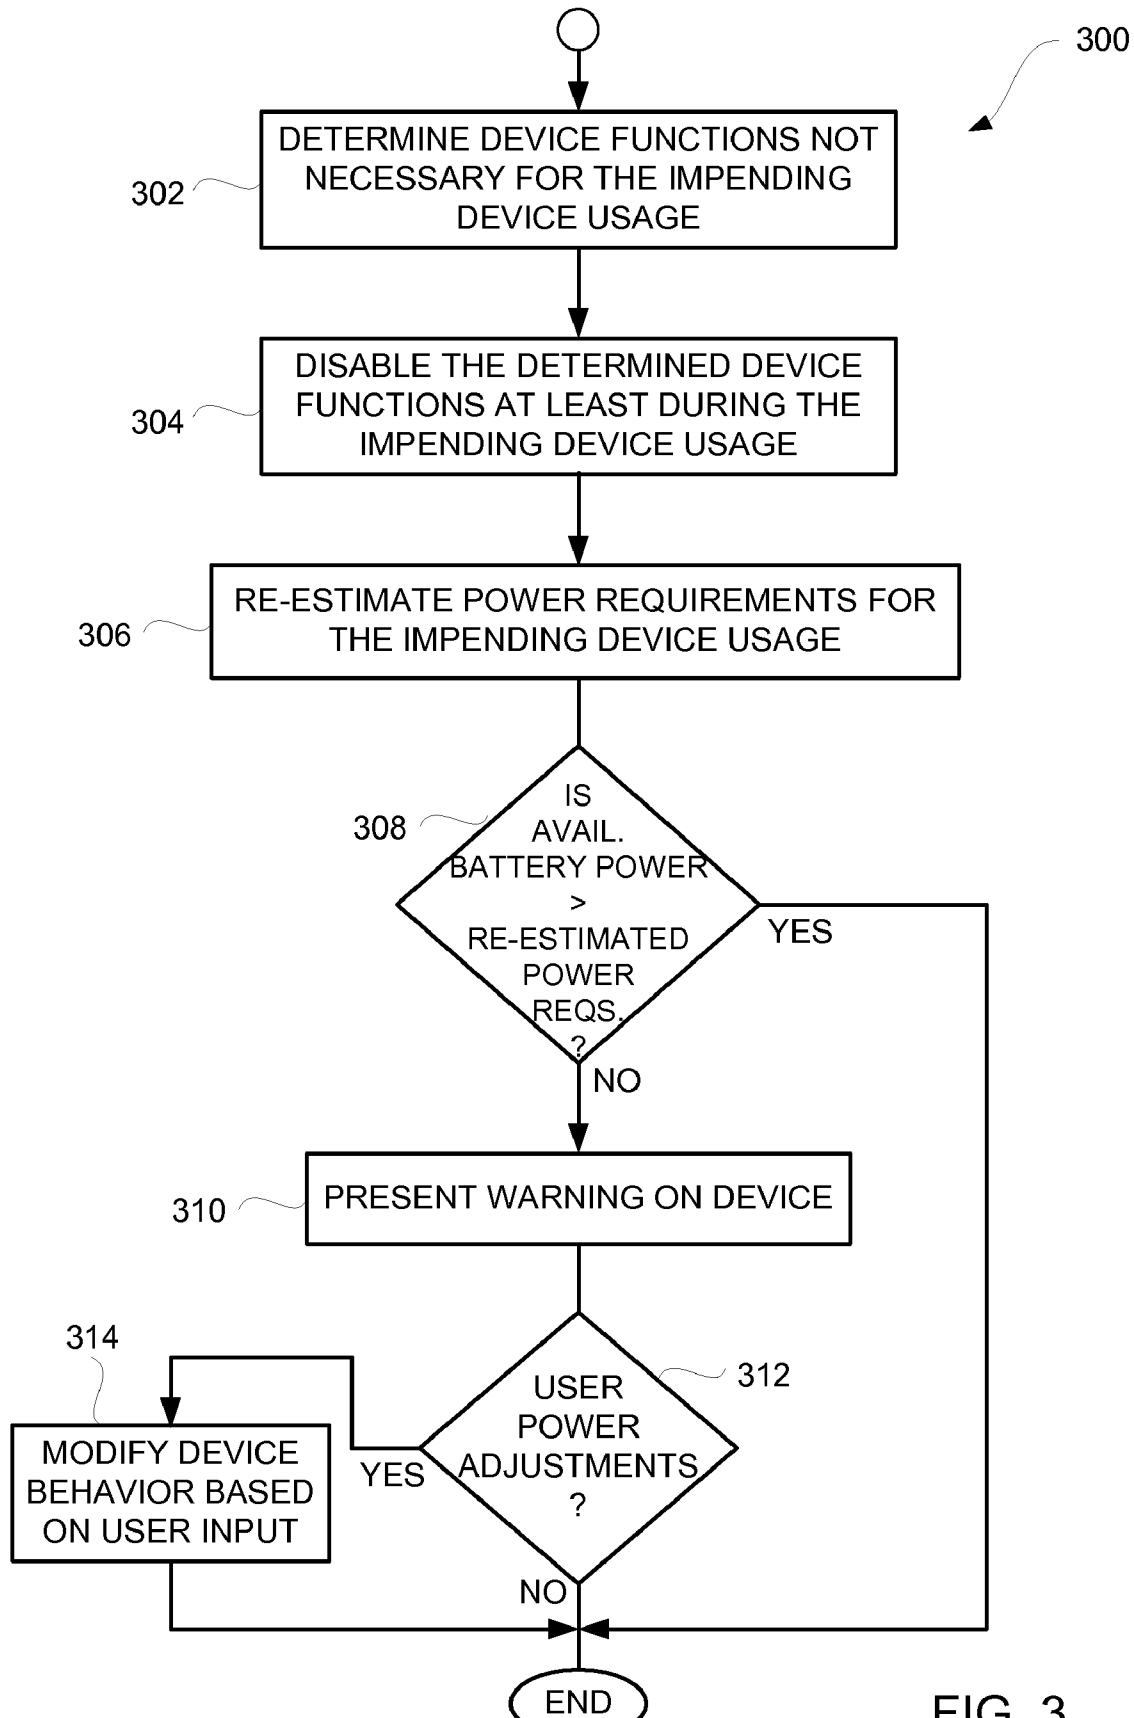 300
DETERMINE DEVICE FUNCTIONS NOT
NECESSARY FOR THE IMPENDING
DEVICE USAGE
302
DISABLE THE DETERMINED DEVICE
FUNCTIONS AT LEAST DURING THE
IMPENDING DEVICE USAGE
304
RE-ESTIMATE POWER REQUIREMENTS FOR
THE IMPENDING DEVICE USAGE
306
IS
AVAIL.
BATTERY POWER
>
RE-ESTIMATED
POWER
REQS.
?
308
YES
NO
PRESENT WARNING ON DEVICE
310
USER
POWER
ADJUSTMENTS
?
312
YES
314
MODIFY DEVICE
BEHAVIOR BASED
ON USER INPUT
NO
END
FIG. 3